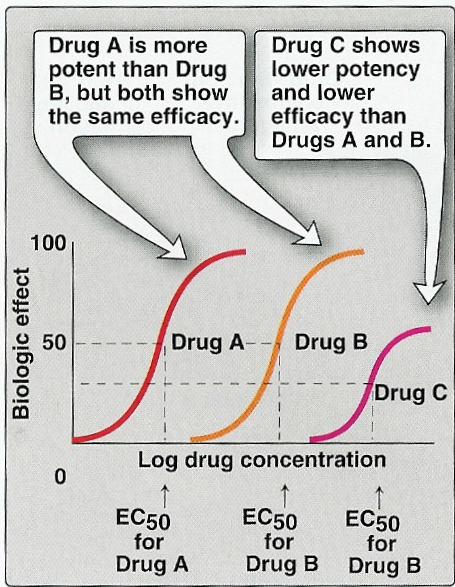 Drug A is more
potent than Drug
B, but both show
the same efficacy.
Drug C shows
lower potency
and lower
efficacy than
Drugs A and B.
100
Biologic effect
50
Drug A
Drug B
Drug C
0
Log drug concentration
EC50
for
Drug A
EC50
for
Drug B
EC50
for
Drug B